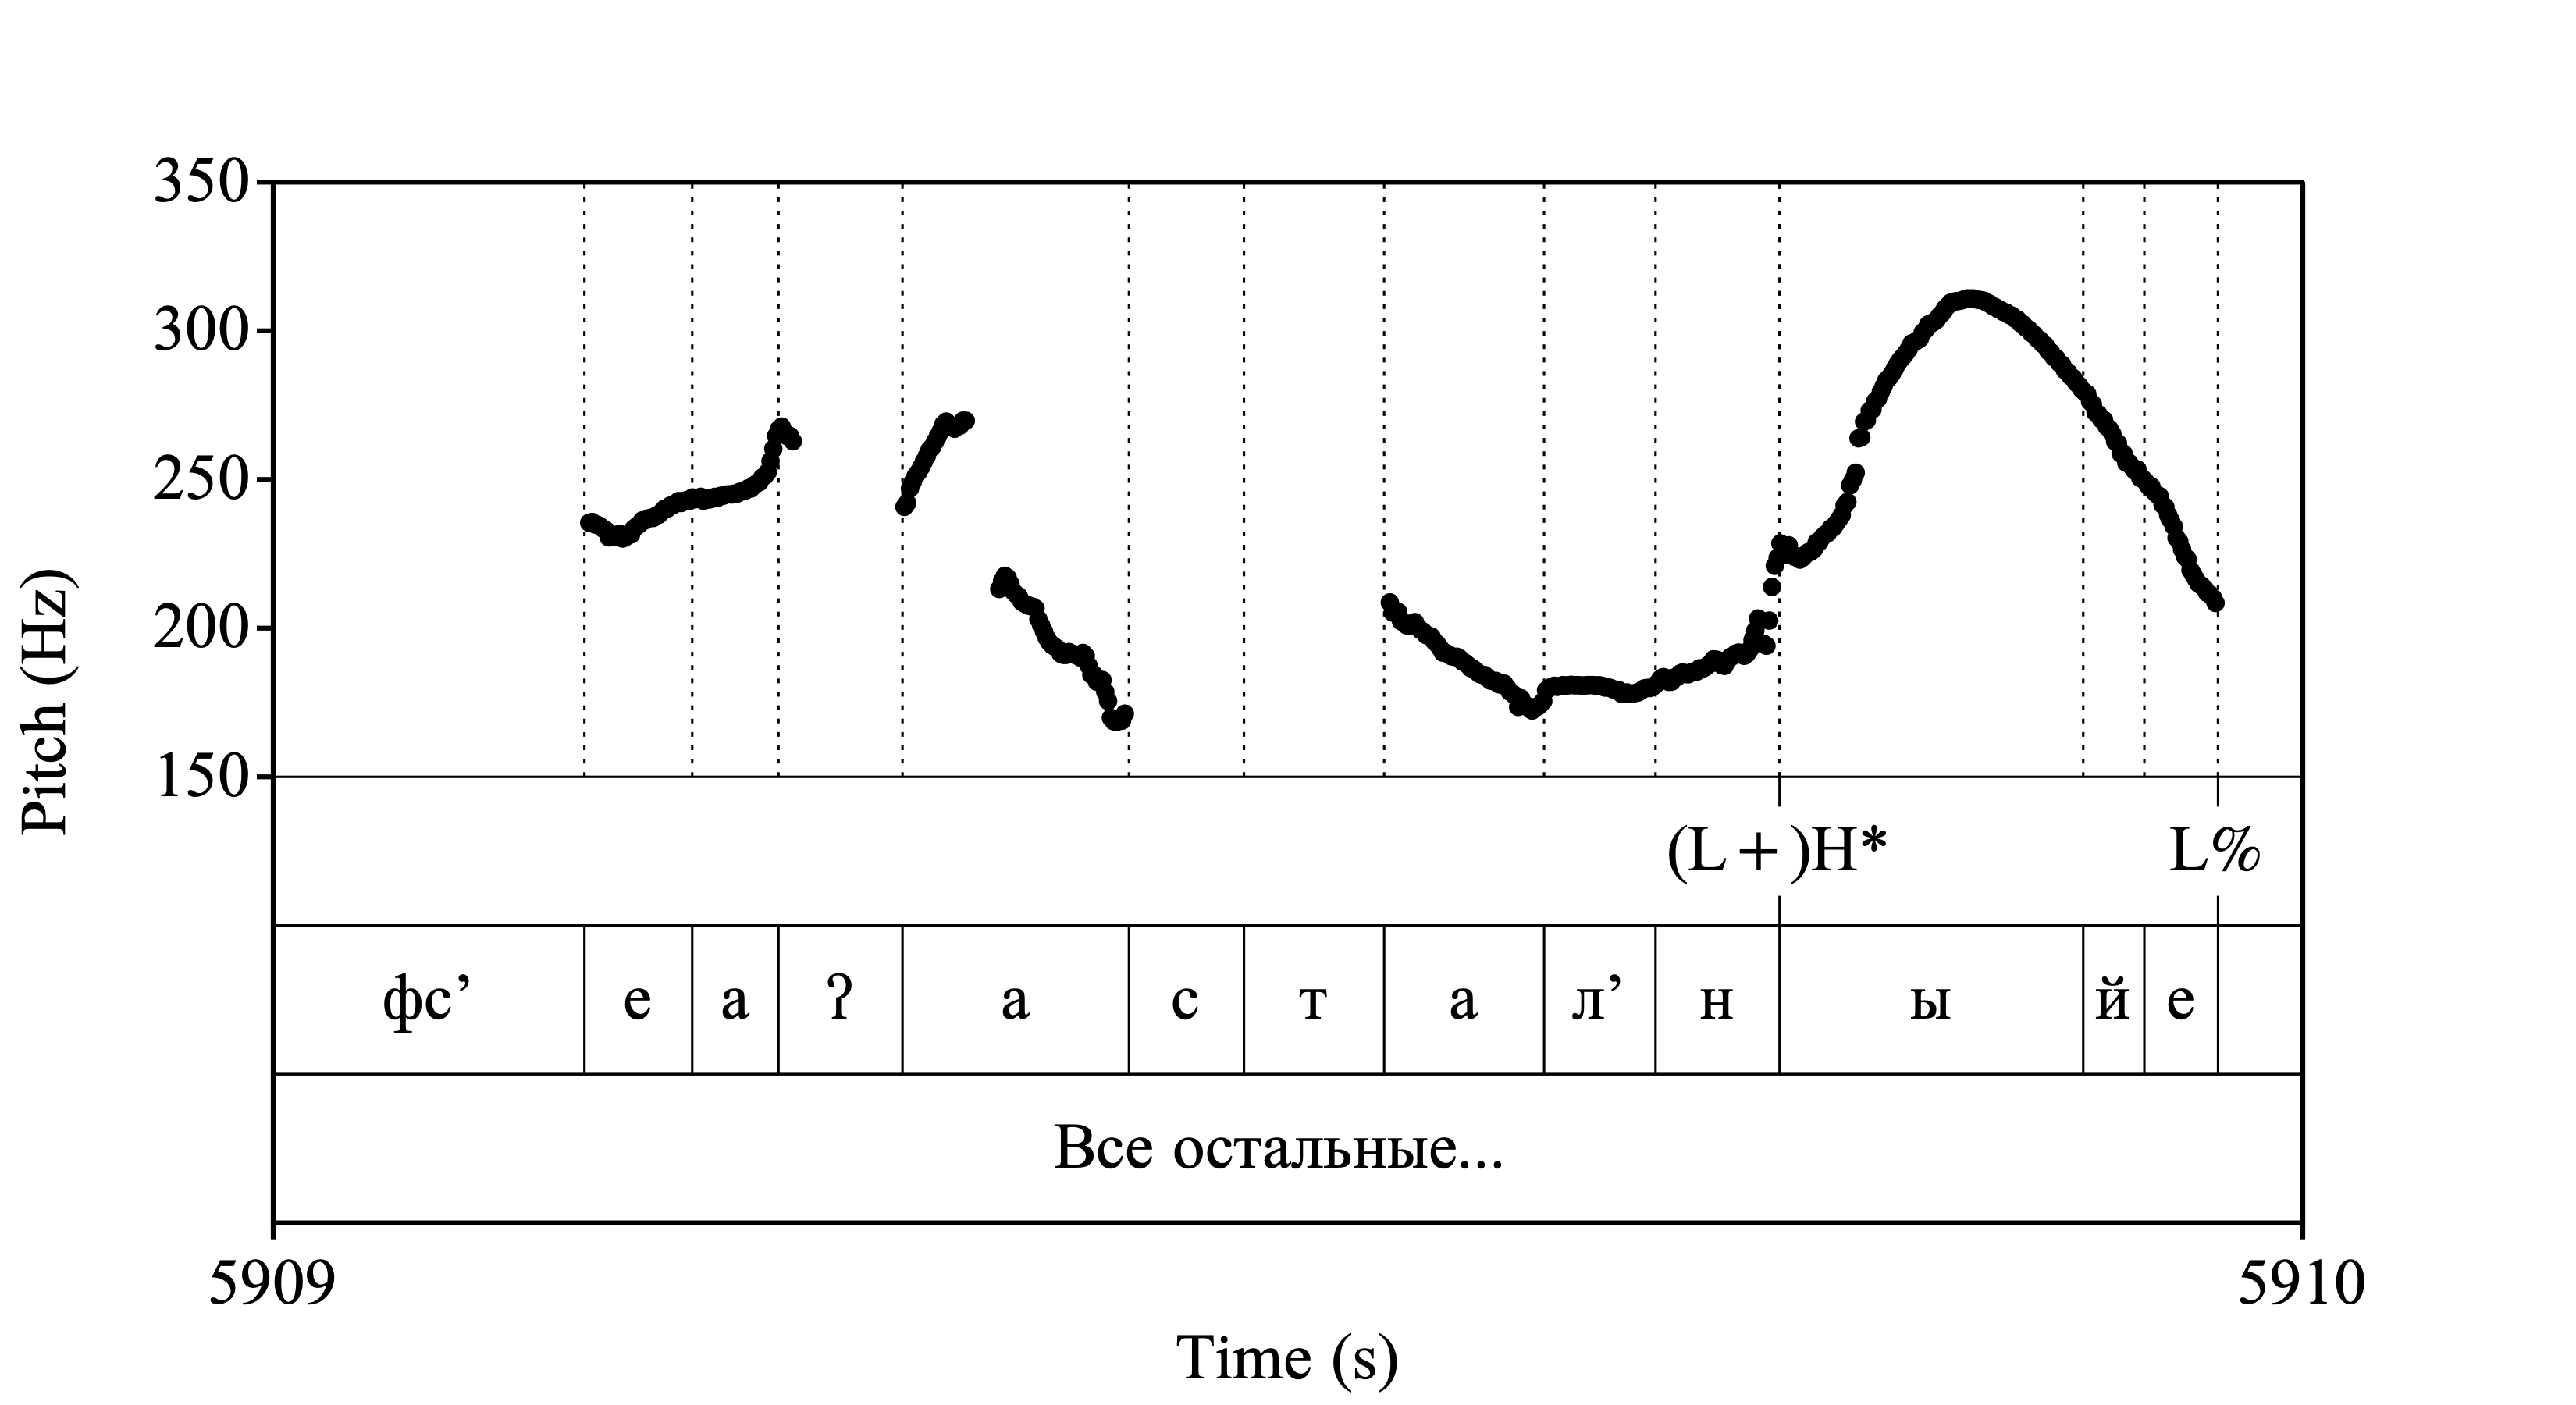 350
300
250
200
150
Pitch (Hz)
(L+)H* L%
фс’ е а ʔ а с т а л’ н ы й е
Все остальные...
5909 5910
Time (s)